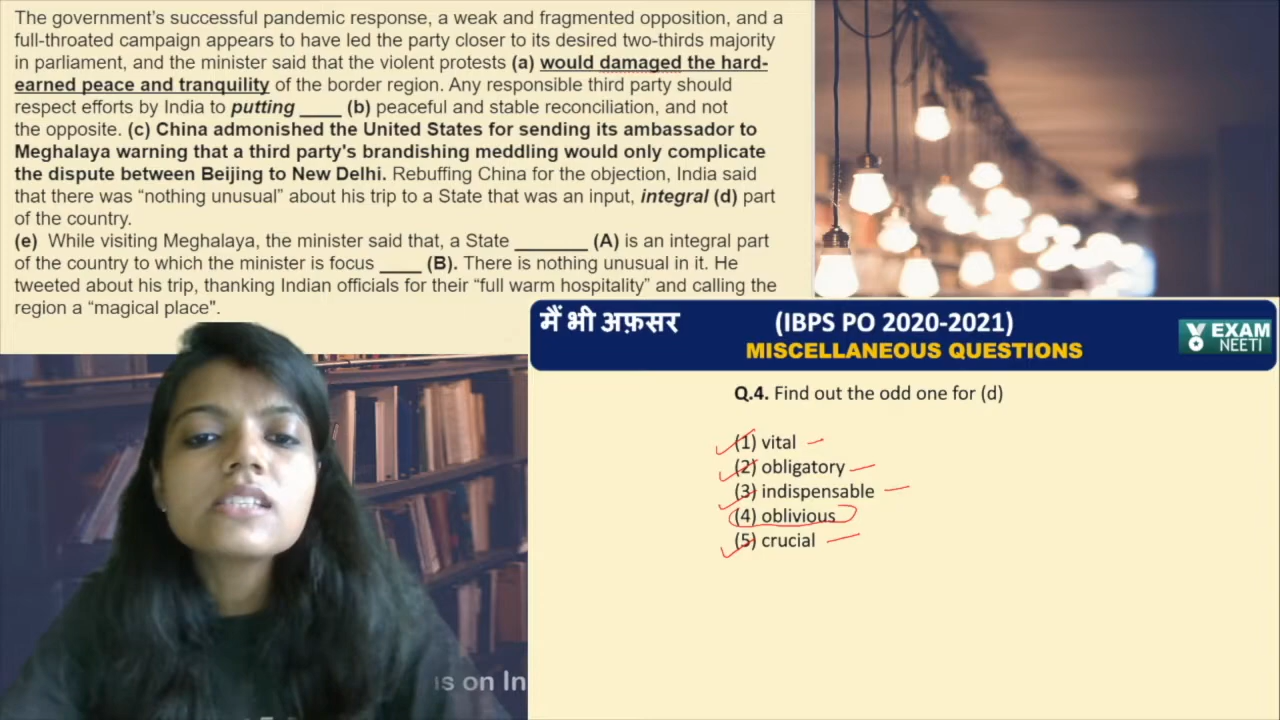 The government's successful pandemic response, a weak and fragmented opposition, and a
full-throated campaign appears to have led the party closer to its desired two-thirds majority
in parliament, and the minister said that the violent protests (a) would damaged the hard-
earned peace and tranquility of the border region. Any responsible third party should
respect efforts by India to putting ____ (b) peaceful and stable reconciliation, and not
the opposite. (c) China admonished the United States for sending its ambassador to
Meghalaya warning that a third party's brandishing meddling would only complicate
the dispute between Beijing to New Delhi. Rebuffing China for the objection, India said
that there was "nothing unusual" about his trip to a State that was an input, integral (d) part
of the country.
(e) While visiting Meghalaya, the minister said that, a State _______ (A) is an integral part
of the country to which the minister is focus ____ (B). There is nothing unusual in it. He
tweeted about his trip, thanking Indian officials for their "full warm hospitality" and calling the
region a "magical place".
मैं भी अफ़सर
(IBPS PO 2020-2021)
MISCELLANEOUS QUESTIONS
EXAM
NEETI
Q.4. Find out the odd one for (d)
(1) vital
(2) obligatory
(3) indispensable
(4) oblivious
(5) crucial
is on In